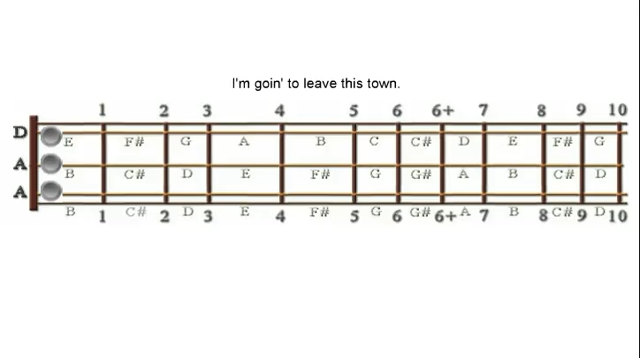 I'm goin' to leave this town.
1 2 3 4 5 6 6+ 7 8 9 10
D E F# G A B C C# D E F# G
A B C# D E F# G G# A B C# D
A
B 1 C# 2 D 3 E 4 F# 5 G 6 G# 6+ A 7 B 8 C# 9 D 10